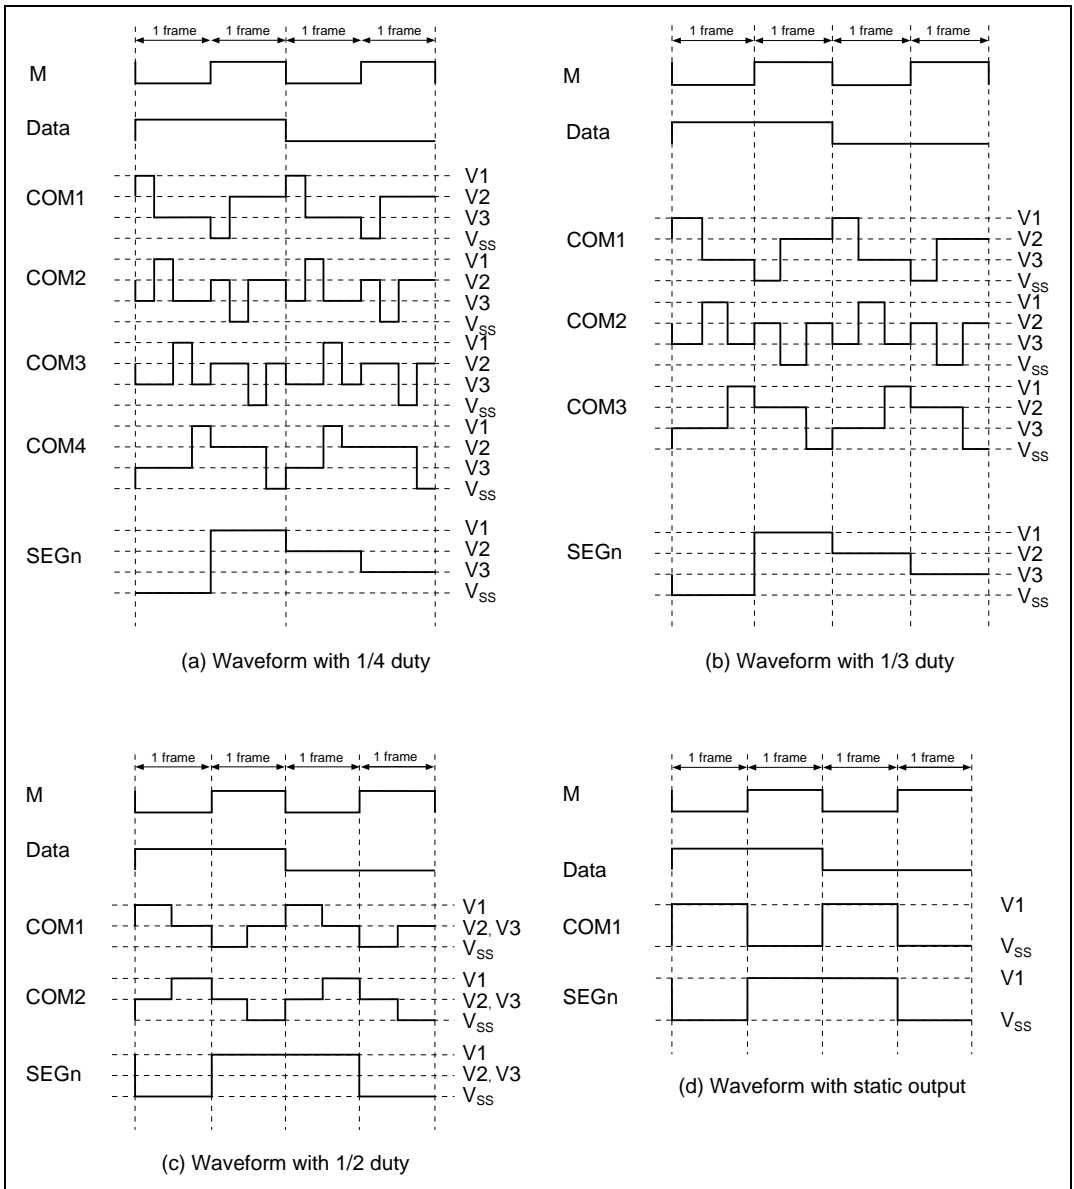 1 frame 1 frame 1 frame 1 frame
M
Data
COM1
V1
V2
V3
VSS
COM2
V1
V2
V3
VSS
COM3
V1
V2
V3
VSS
COM4
V1
V2
V3
VSS
SEGn
V1
V2
V3
VSS
(a) Waveform with 1/4 duty
1 frame 1 frame 1 frame 1 frame
M
Data
COM1
V1
V2
V3
VSS
COM2
V1
V2
V3
VSS
COM3
V1
V2
V3
VSS
SEGn
V1
V2
V3
VSS
(b) Waveform with 1/3 duty
1 frame 1 frame 1 frame 1 frame
M
Data
COM1
V1
V2, V3
VSS
COM2
V1
V2, V3
VSS
SEGn
V1
V2, V3
VSS
(c) Waveform with 1/2 duty
1 frame 1 frame 1 frame 1 frame
M
Data
COM1
V1
VSS
SEGn
V1
VSS
(d) Waveform with static output